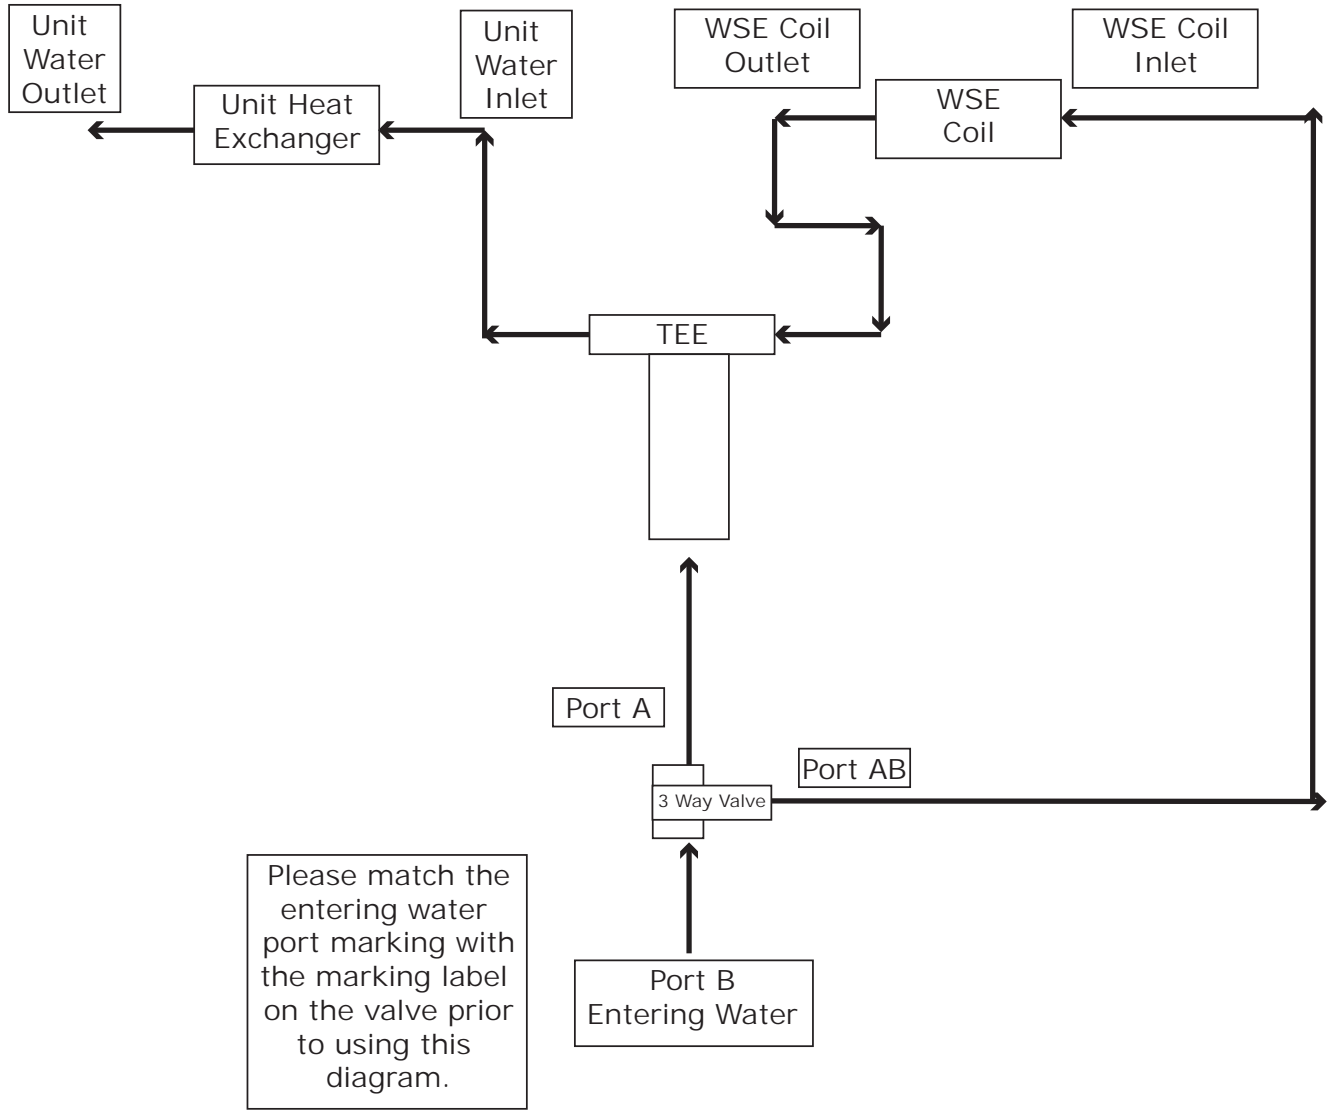 Unit
Water
Outlet
Unit Heat
Exchanger
Unit
Water
Inlet
WSE Coil
Outlet
WSE
Coil
WSE Coil
Inlet
TEE
Port A
Port AB
3 Way Valve
Please match the
entering water
port marking with
the marking label
on the valve prior
to using this
diagram.
Port B
Entering Water